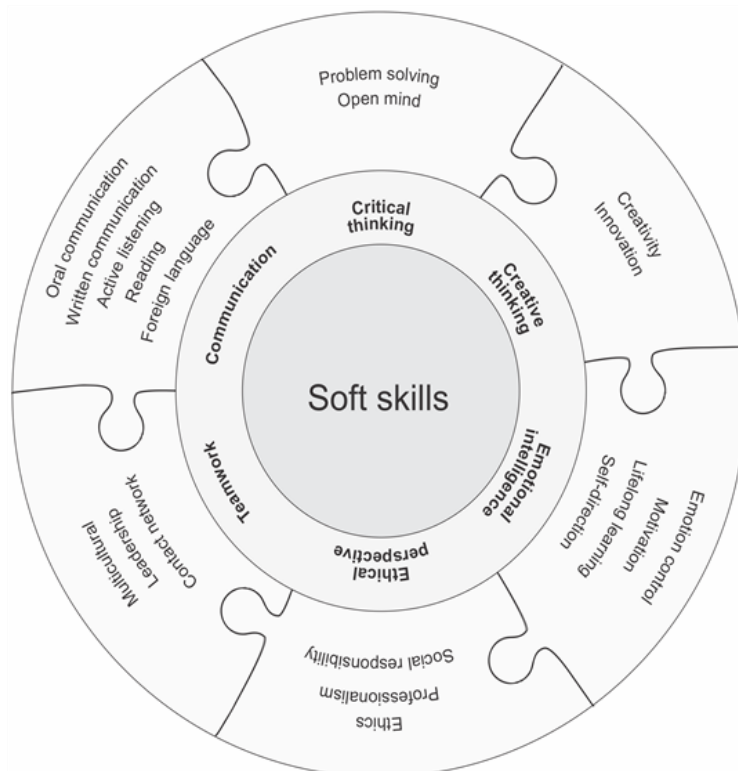 Problem solving
Open mind
Creativity
Innovation
Emotion control
Motivation
Lifelong learning
Self-direction
Social responsibility
Professionalism
Ethics
Contact network
Leadership
Multicultural
Oral communication
Written communication
Active listening
Reading
Foreign language
Critical
thinking
Creative
thinking
Emotional
intelligence
Ethical
perspective
Teamwork
Communication
Soft skills